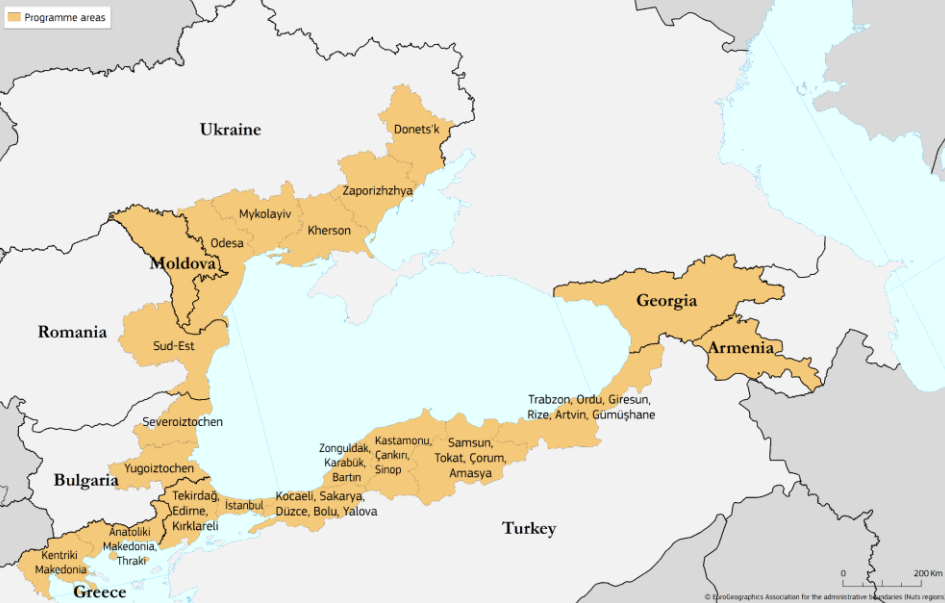 Programme areas
Ukraine
Donets'k
Zaporizhzhya
Mykolayiv
Kherson
Odesa
Moldova
Georgia
Romania
Sud-Est
Armenia
Trabzon, Ordu, Giresun,
Rize, Artvin, Gümüşhane
Severoiztochen
Zonguldak,
Karabük,
Bartın
Kastamonu,
Çankırı,
Sinop
Samsun,
Tokat, Çorum,
Amasya
Yugoiztochen
Bulgaria
Tekirdağ,
Edirne,
Kırklareli
İstanbul
Kocaeli, Sakarya,
Düzce, Bolu, Yalova
Turkey
Anatoliki
Makedonia,
Thraki
Kentriki
Makedonia
Greece
0 200 Km
© EuroGeographics Association for the administrative boundaries (Nuts regions